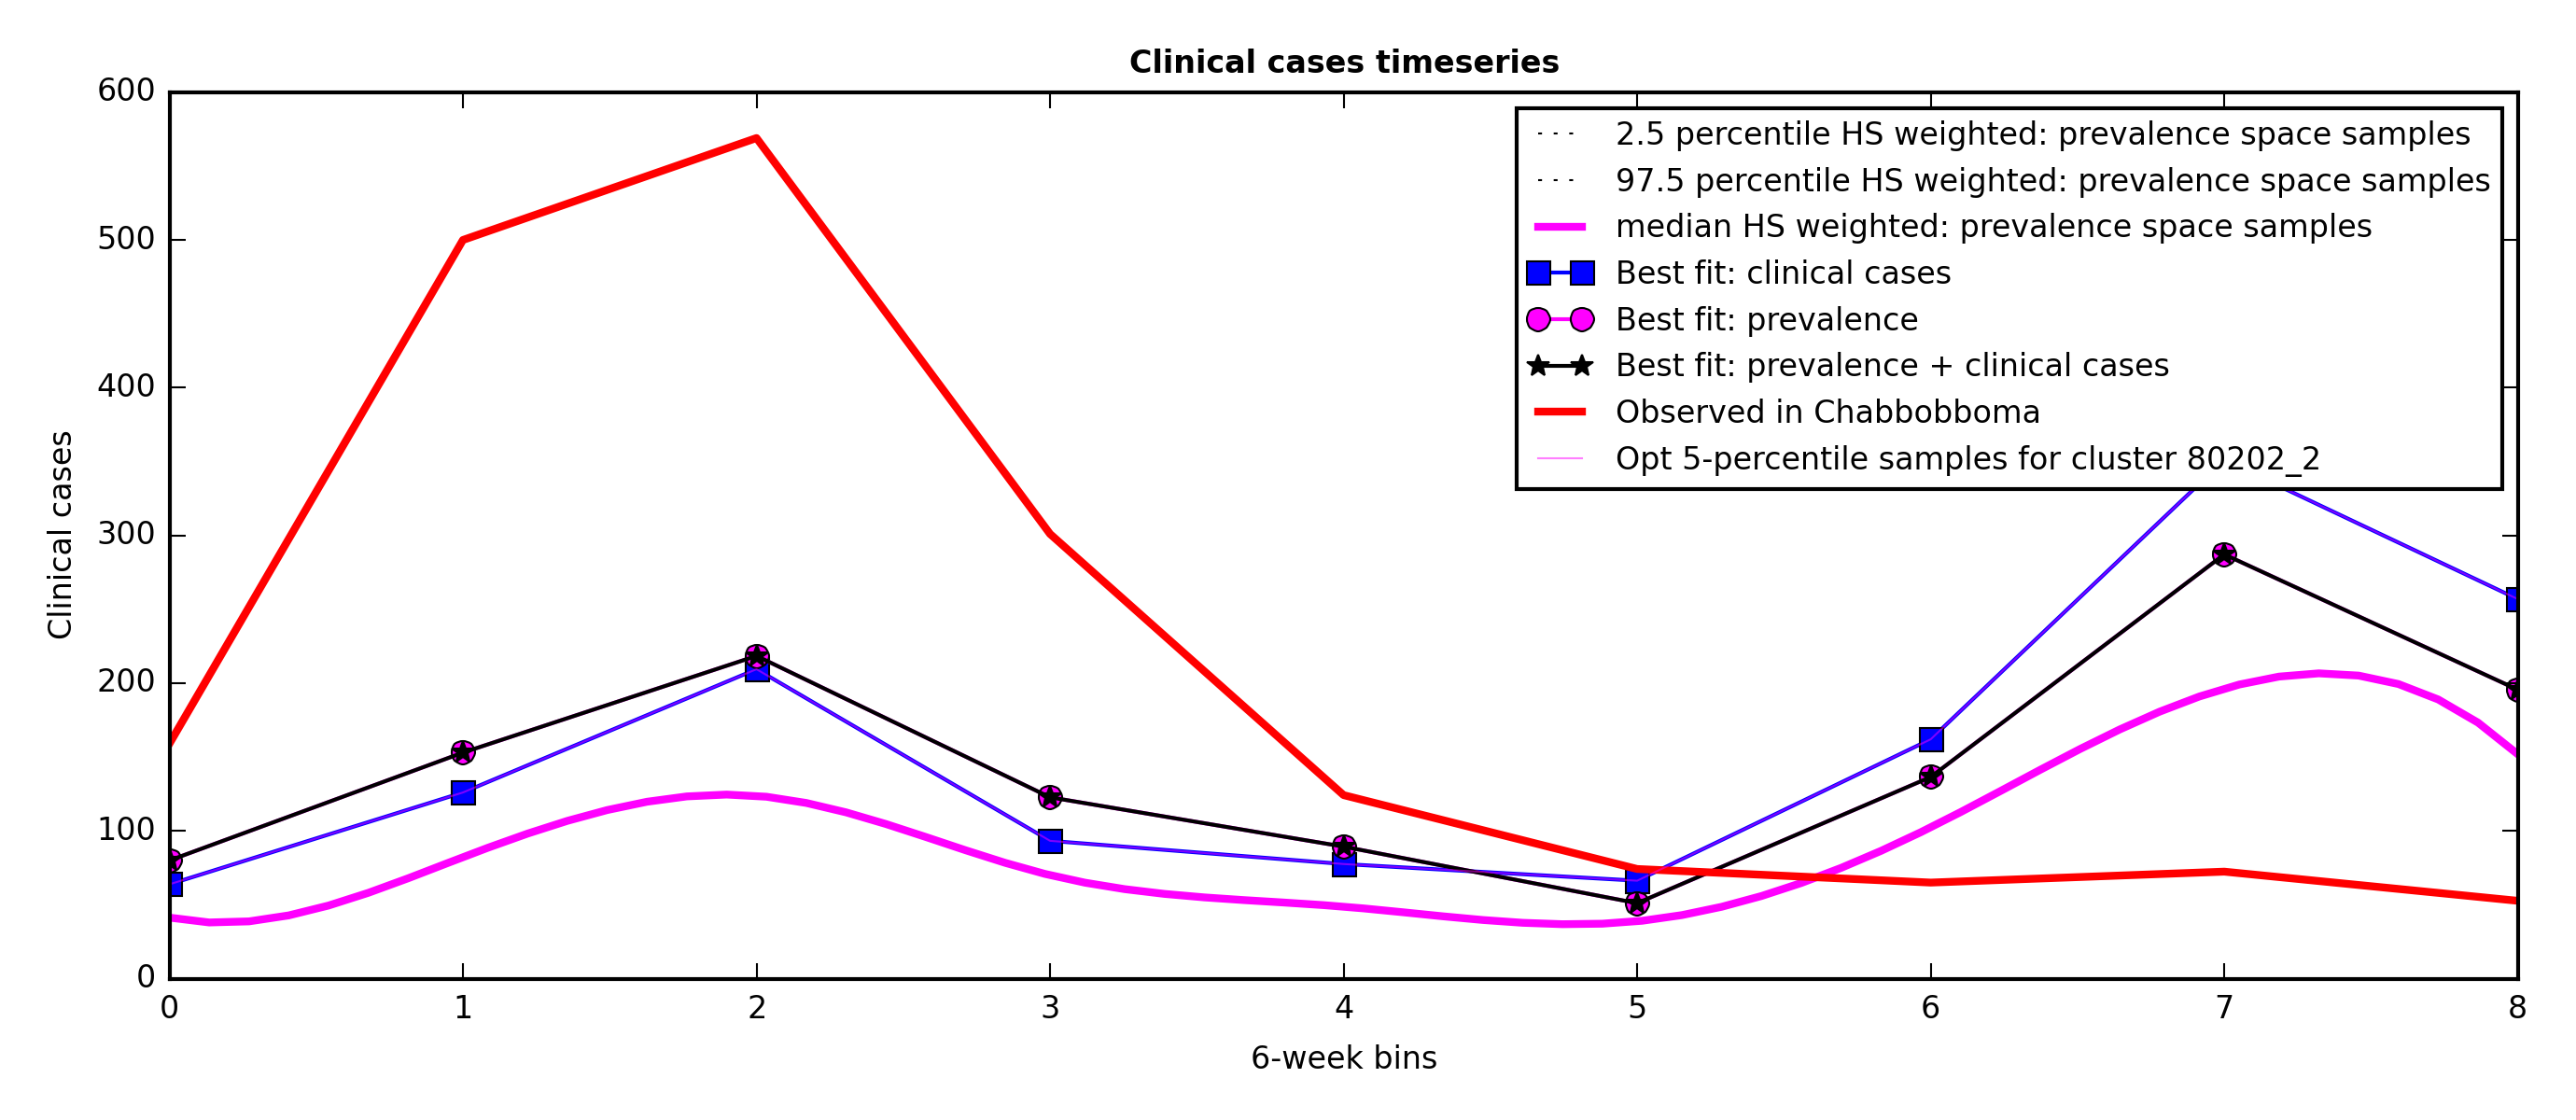 Clinical cases timeseries
600
500
400
300
200
100
0
Clinical cases
2.5 percentile HS weighted: prevalence space samples
97.5 percentile HS weighted: prevalence space samples
median HS weighted: prevalence space samples
Best fit: clinical cases
Best fit: prevalence
Best fit: prevalence + clinical cases
Observed in Chabbobboma
Opt 5-percentile samples for cluster 80202_2
0 1 2 3 4 5 6 7 8
6-week bins